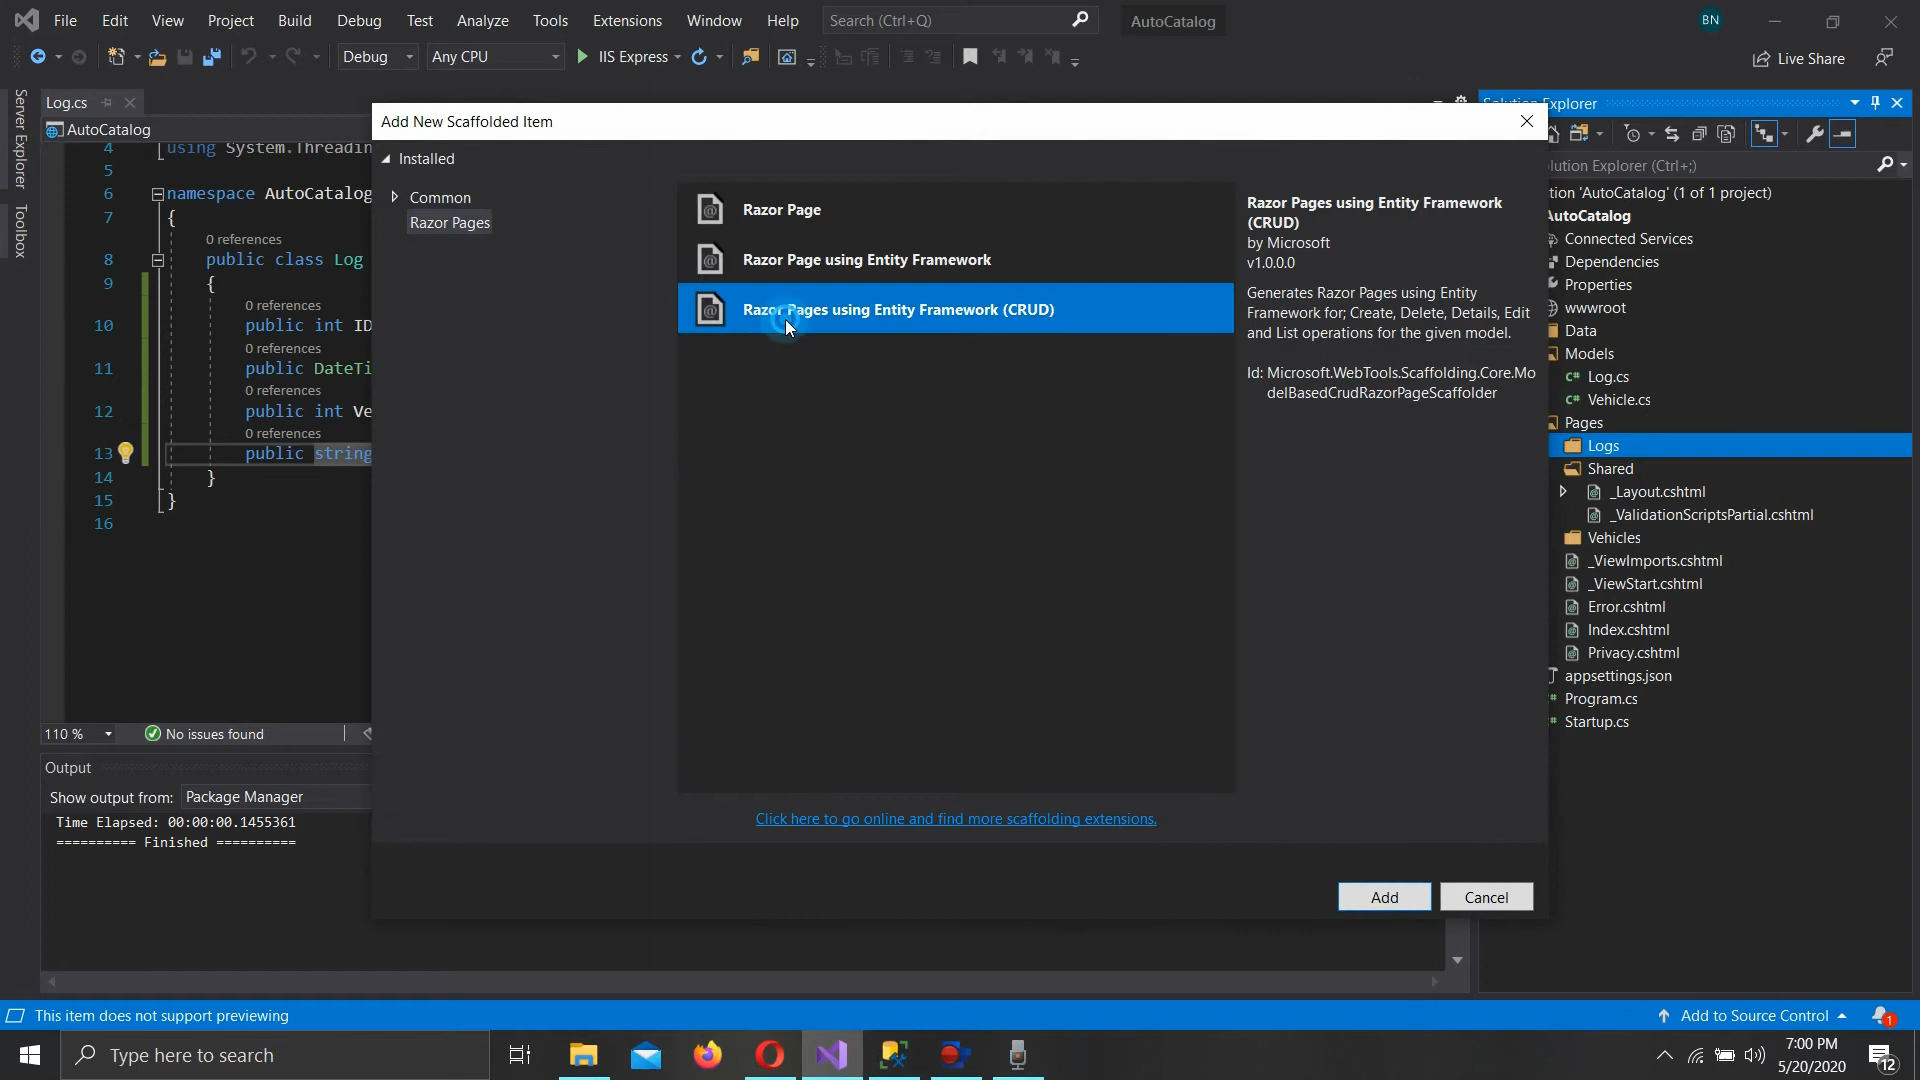 File Edit View Project Build Debug Test Analyze Tools Extensions Window Help Search (Ctrl+Q) AutoCatalog BN
Debug Any CPU IIS Express Live Share
Server Explorer
Toolbox
Log.cs
AutoCatalog
4 using System.Threadin
5
6 namespace AutoCatalog
7 {
0 references
8 public class Log
9 {
0 references
10 public int ID
0 references
11 public DateTi
0 references
12 public int Ve
0 references
13 public string
14 }
15 }
16
110 % No issues found
Output
Show output from: Package Manager
Time Elapsed: 00:00:00.1455361
========== Finished ==========
Add New Scaffolded Item
Installed
Common
Razor Pages
Razor Page
Razor Page using Entity Framework
Razor Pages using Entity Framework (CRUD)
Click here to go online and find more scaffolding extensions.
Razor Pages using Entity Framework
(CRUD)
by Microsoft
v1.0.0.0
Generates Razor Pages using Entity
Framework for; Create, Delete, Details, Edit
and List operations for the given model.
Id: Microsoft.WebTools.Scaffolding.Core.Mo
delBasedCrudRazorPageScaffolder
Add Cancel
Solution Explorer
lution Explorer (Ctrl+;)
tion 'AutoCatalog' (1 of 1 project)
AutoCatalog
Connected Services
Dependencies
Properties
wwwroot
Data
Models
C# Log.cs
C# Vehicle.cs
Pages
Logs
Shared
_Layout.cshtml
_ValidationScriptsPartial.cshtml
Vehicles
_ViewImports.cshtml
_ViewStart.cshtml
Error.cshtml
Index.cshtml
Privacy.cshtml
appsettings.json
Program.cs
Startup.cs
This item does not support previewing Add to Source Control 1
Type here to search 7:00 PM
5/20/2020 12